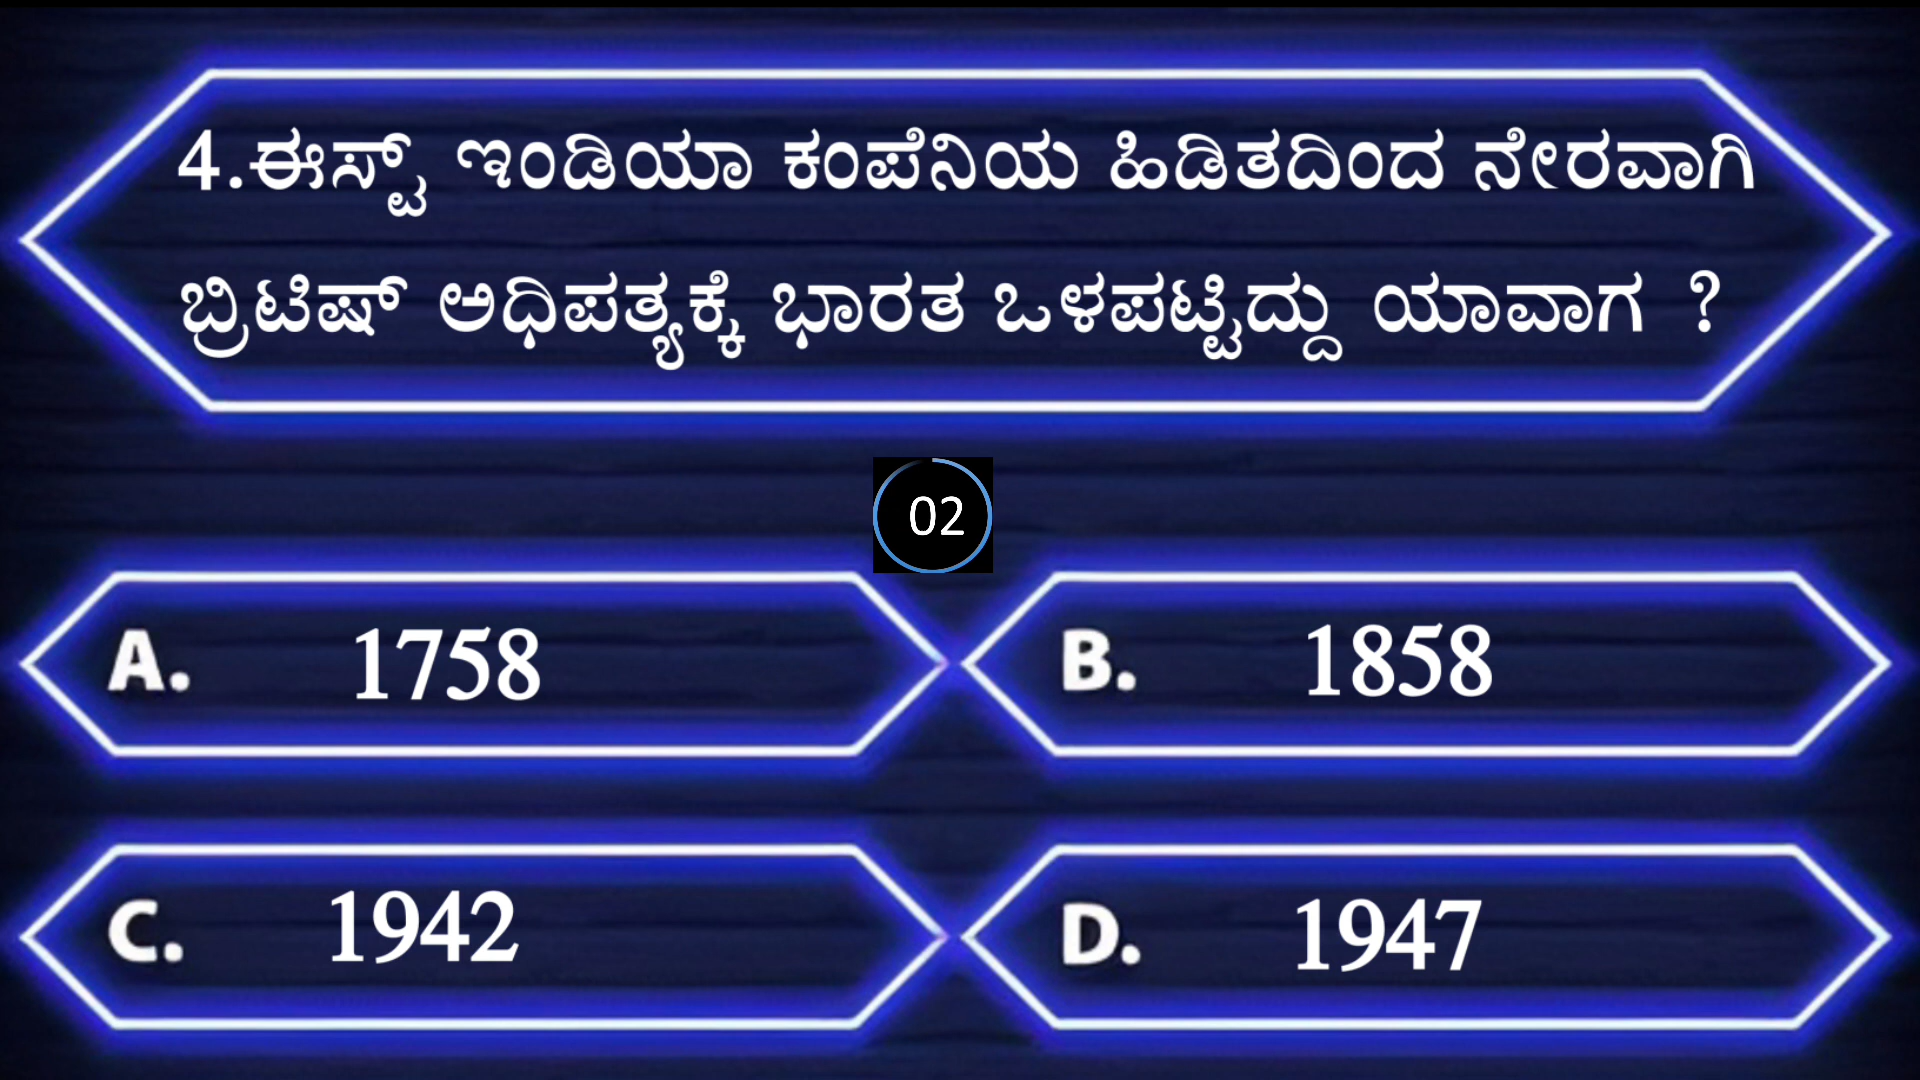 4.ಈಸ್ಟ್ ಇಂಡಿಯಾ ಕಂಪೆನಿಯ ಹಿಡಿತದಿಂದ ನೇರವಾಗಿ
ಬ್ರಿಟಿಷ್ ಅಧಿಪತ್ಯಕ್ಕೆ ಭಾರತ ಒಳಪಟ್ಟಿದ್ದು ಯಾವಾಗ ?
02
A. 1758
B. 1858
C. 1942
D. 1947